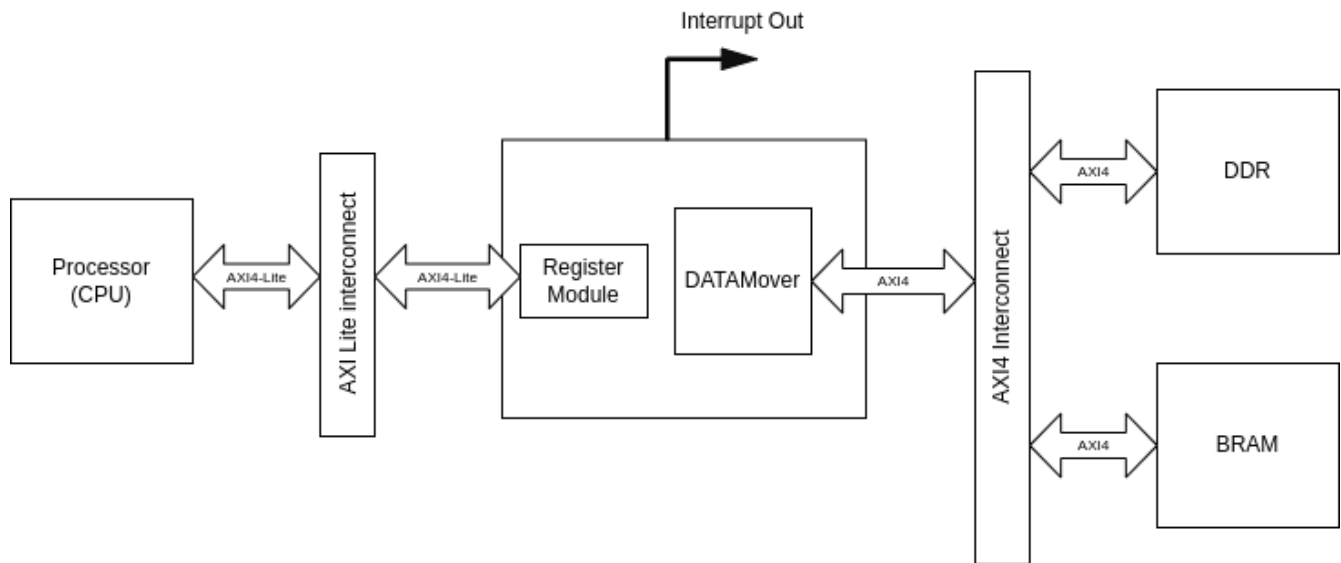 Interrupt Out
Processor
(CPU)
AXI4-Lite
AXI Lite interconnect
AXI4-Lite
Register
Module
DATAMover
AXI4
AXI4 Interconnect
AXI4
DDR
AXI4
BRAM